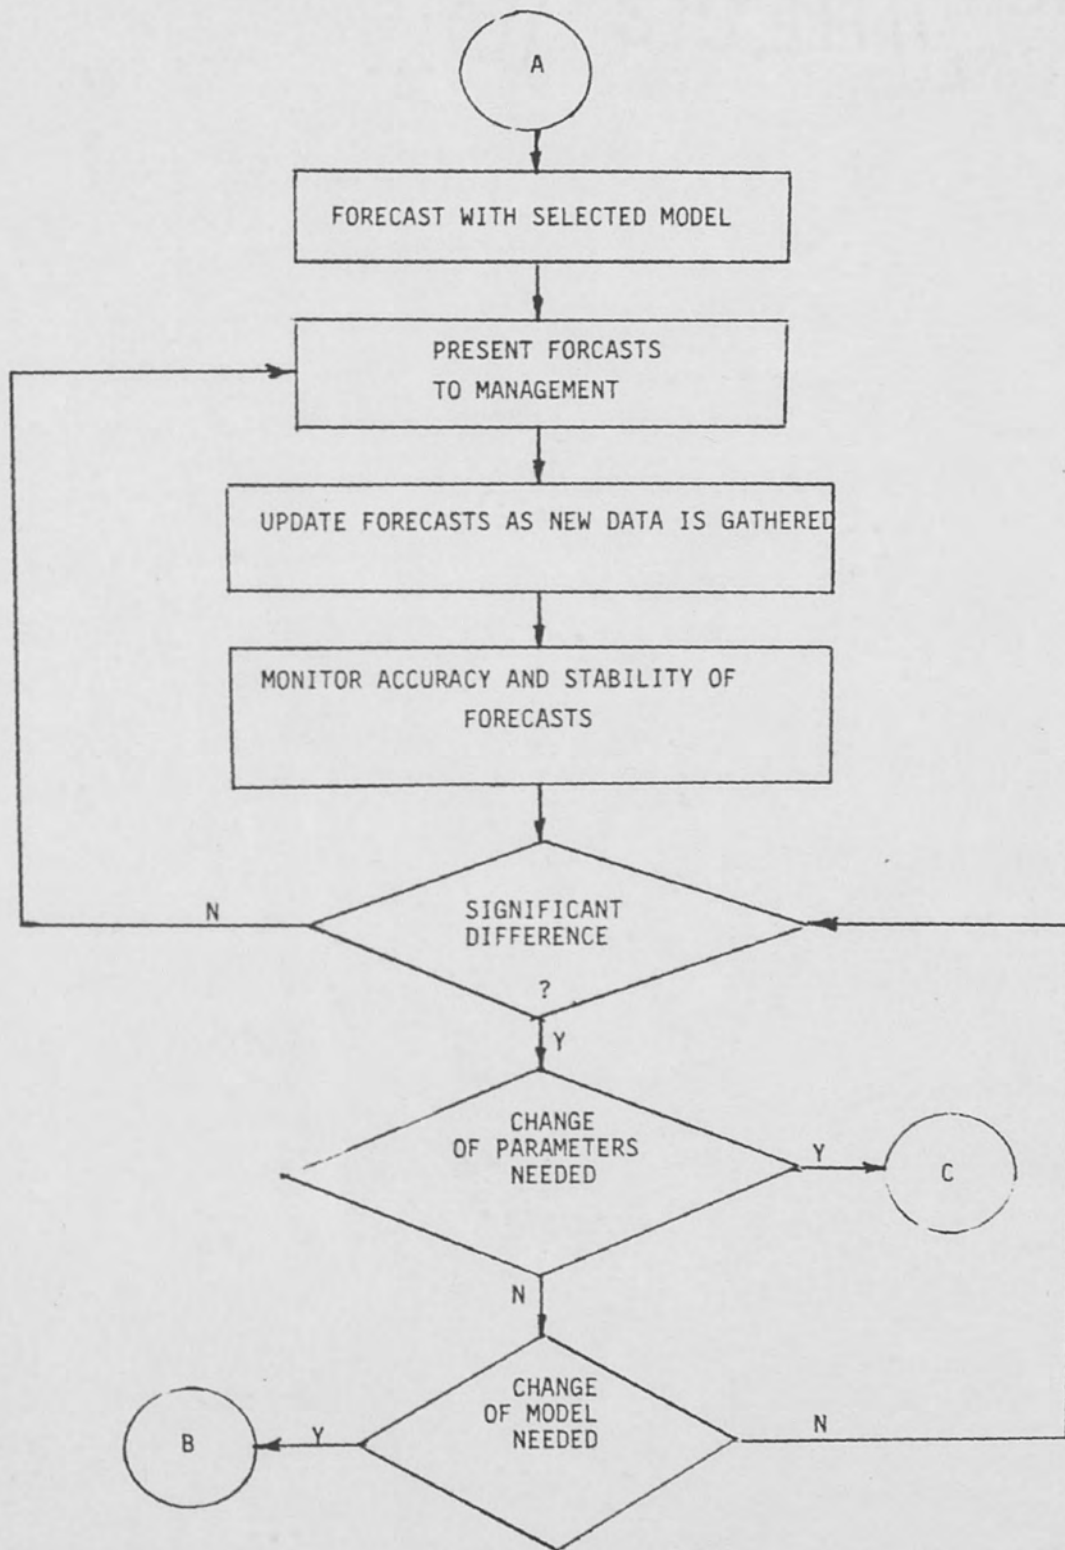 A
FORECAST WITH SELECTED MODEL
PRESENT FORCASTS
TO MANAGEMENT
UPDATE FORECASTS AS NEW DATA IS GATHERED
MONITOR ACCURACY AND STABILITY OF
FORECASTS
SIGNIFICANT
DIFFERENCE
?
N
Y
CHANGE
OF PARAMETERS
NEEDED
Y
C
N
CHANGE
OF MODEL
NEEDED
Y
B
N